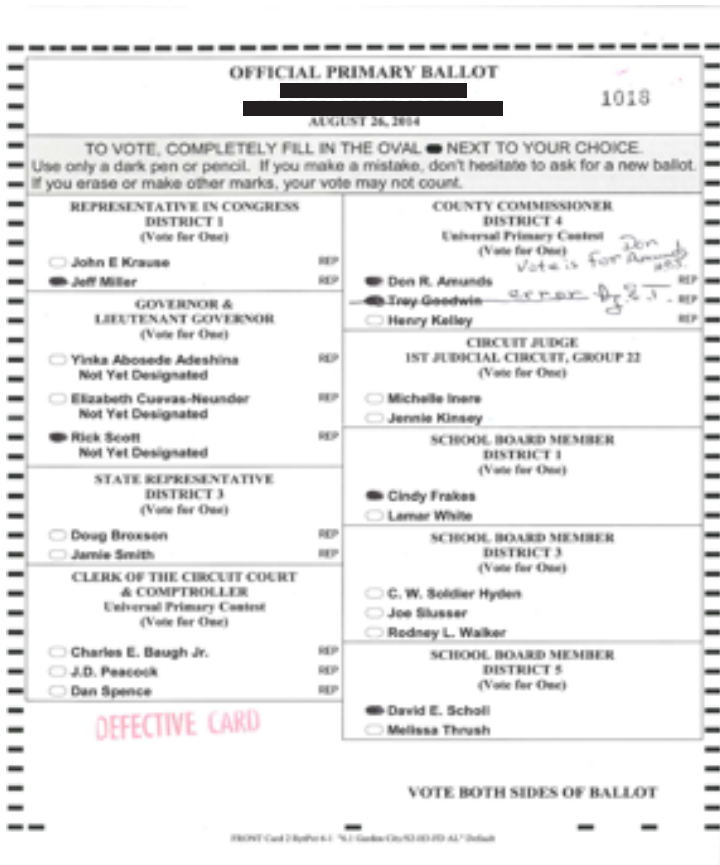 OFFICIAL PRIMARY BALLOT
1018
AUGUST 26, 2014
TO VOTE, COMPLETELY FILL IN THE OVAL NEXT TO YOUR CHOICE.
Use only a dark pen or pencil. If you make a mistake, don't hesitate to ask for a new ballot.
If you erase or make other marks, your vote may not count.
REPRESENTATIVE IN CONGRESS
DISTRICT 1
(Vote for One)
John E Krause REP
Jeff Miller REP
GOVERNOR &
LIEUTENANT GOVERNOR
(Vote for One)
Yinka Abosede Adeshina REP
Not Yet Designated
Elizabeth Cuevas-Neunder REP
Not Yet Designated
Rick Scott REP
Not Yet Designated
STATE REPRESENTATIVE
DISTRICT 3
(Vote for One)
Doug Broxson REP
Jamie Smith REP
CLERK OF THE CIRCUIT COURT
& COMPTROLLER
Universal Primary Contest
(Vote for One)
Charles E. Baugh Jr. REP
J.D. Peacock REP
Dan Spence REP
DEFECTIVE CARD
COUNTY COMMISSIONER
DISTRICT 4
Universal Primary Contest
(Vote for One)
Don
Vote is for Amunds
Don R. Amunds REP
Trey Goodwin error by REP
Henry Kelley REP
CIRCUIT JUDGE
1ST JUDICIAL CIRCUIT, GROUP 22
(Vote for One)
Michelle Inere
Jennie Kinsey
SCHOOL BOARD MEMBER
DISTRICT 1
(Vote for One)
Cindy Frakes
Lamar White
SCHOOL BOARD MEMBER
DISTRICT 3
(Vote for One)
C. W. Soldier Hyden
Joe Slusser
Rodney L. Walker
SCHOOL BOARD MEMBER
DISTRICT 5
(Vote for One)
David E. Scholl
Melissa Thrush
VOTE BOTH SIDES OF BALLOT
FRONT Card 2 Default